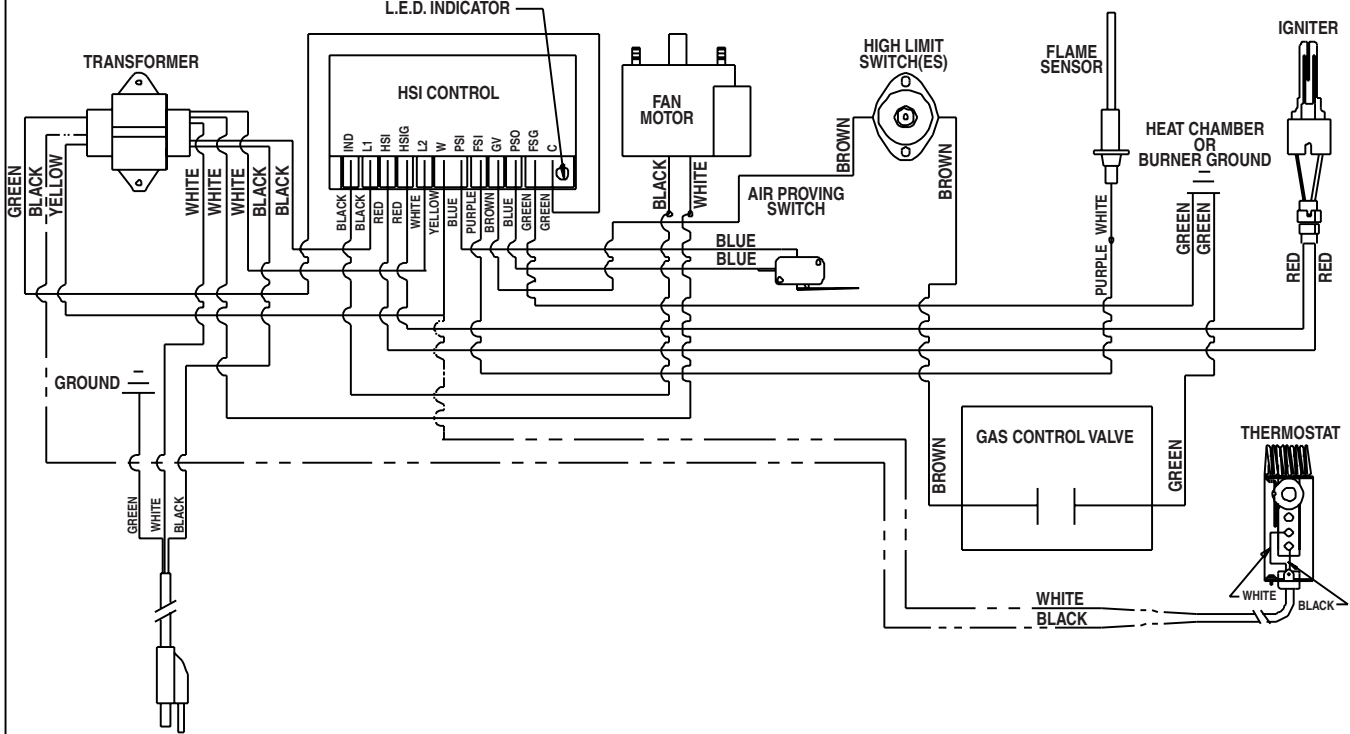 L.E.D. INDICATOR
TRANSFORMER
HSI CONTROL
IND
L1
HSI
HSIG
L2
W
PSI
FSI
GV
PSO
FSG
C
BLACK
BLACK
RED
RED
WHITE
YELLOW
BLUE
PURPLE
BROWN
BLUE
GREEN
GREEN
FAN
MOTOR
BLACK
WHITE
HIGH LIMIT
SWITCH(ES)
BROWN
BROWN
AIR PROVING
SWITCH
BLUE
BLUE
FLAME
SENSOR
PURPLE
WHITE
HEAT CHAMBER
OR
BURNER GROUND
GREEN
GREEN
IGNITER
RED
RED
GREEN
BLACK
YELLOW
WHITE
WHITE
WHITE
BLACK
BLACK
GROUND
GREEN
WHITE
BLACK
BROWN
GAS CONTROL VALVE
GREEN
THERMOSTAT
WHITE
BLACK
WHITE
BLACK